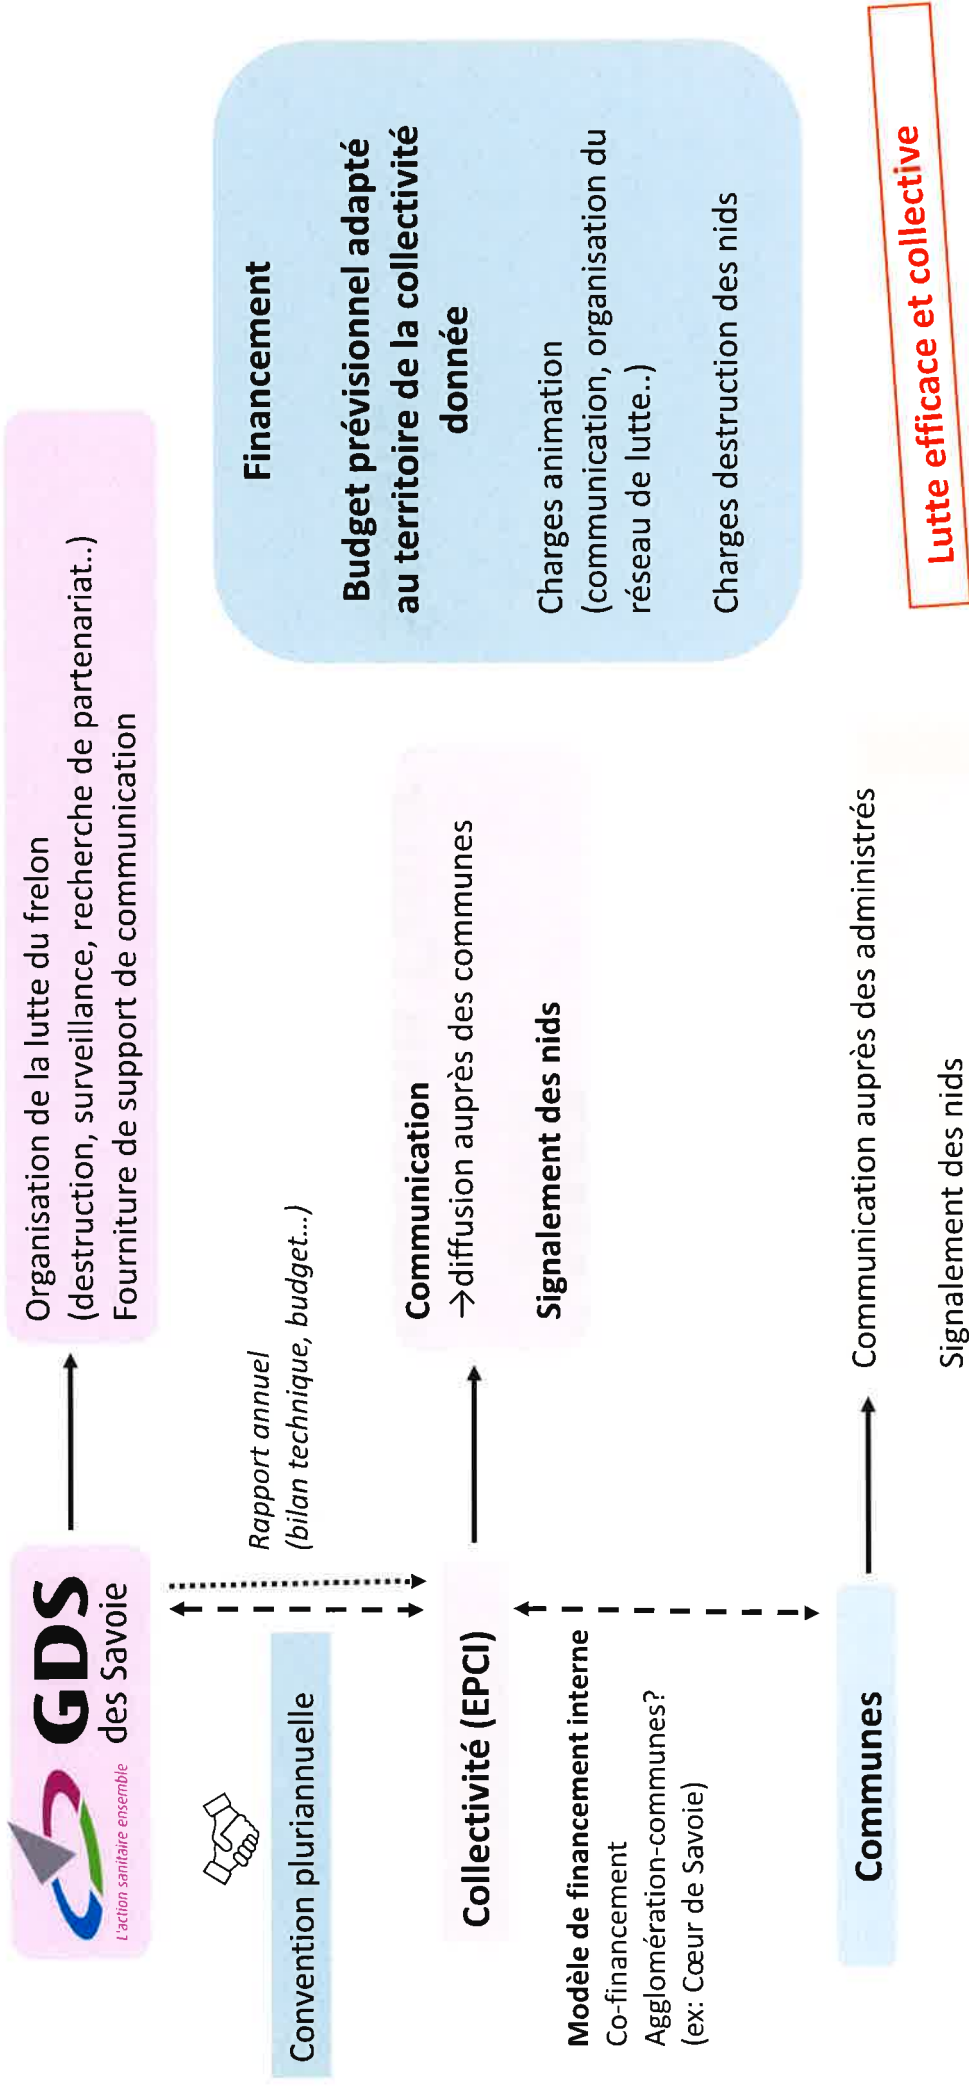 GDS
des Savoie
L'action sanitaire ensemble
Organisation de la lutte du frelon
(destruction, surveillance, recherche de partenariat..)
Fourniture de support de communication
Convention pluriannuelle
Rapport annuel
(bilan technique, budget...)
Collectivité (EPCI)
Communication
→diffusion auprès des communes
Signalement des nids
Modèle de financement interne
Co-financement
Agglomération-communes?
(ex: Cœur de Savoie)
Communes
Communication auprès des administrés
Signalement des nids
Financement
Budget prévisionnel adapté
au territoire de la collectivité
donnée
Charges animation
(communication, organisation du
réseau de lutte..)
Charges destruction des nids
Lutte efficace et collective